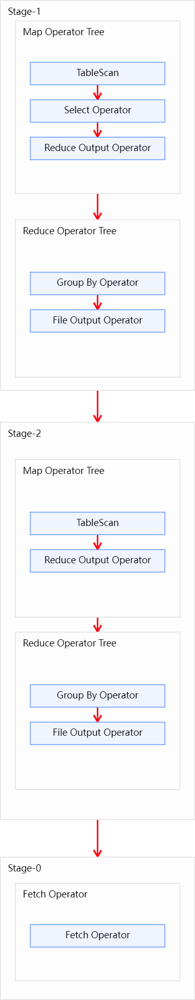 Stage-1
Map Operator Tree
TableScan
Select Operator
Reduce Output Operator
Reduce Operator Tree
Group By Operator
File Output Operator
Stage-2
Map Operator Tree
TableScan
Reduce Output Operator
Reduce Operator Tree
Group By Operator
File Output Operator
Stage-0
Fetch Operator
Fetch Operator